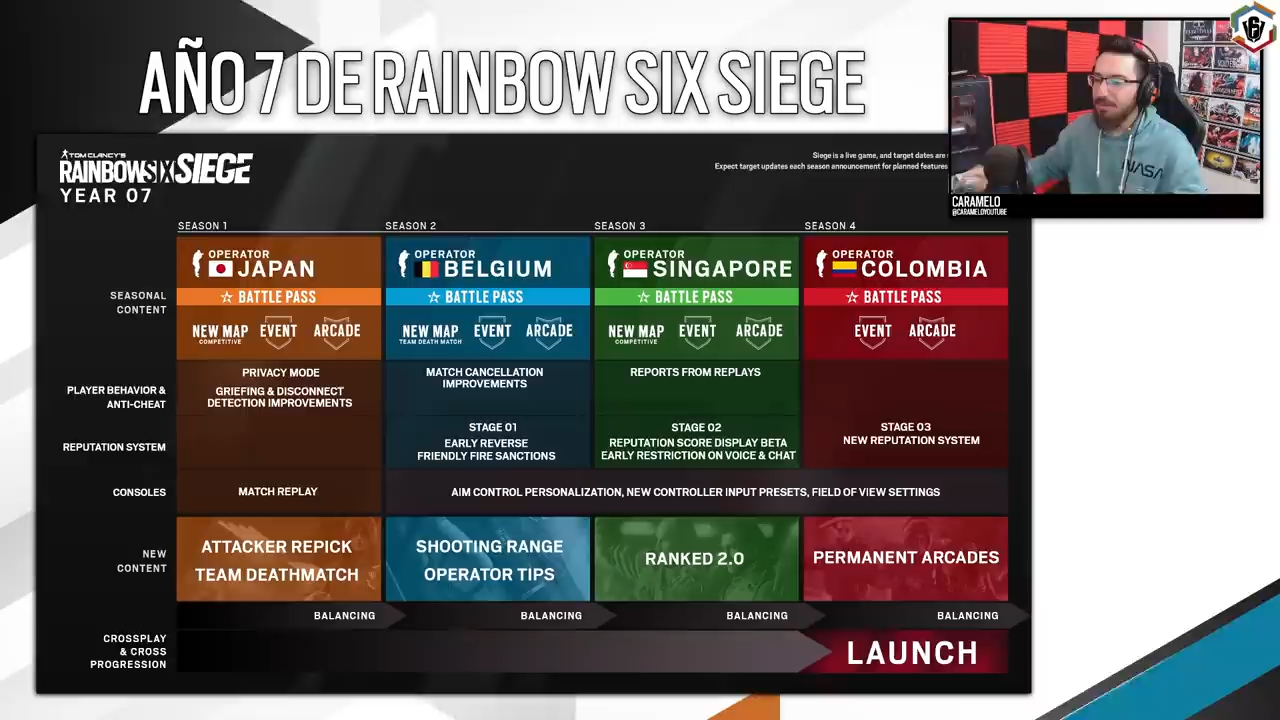 AÑO 7 DE RAINBOW SIX SIEGE
TOM CLANCY'S
RAINBOWSIX SIEGE
YEAR 07
Siege is a live game, and target dates are
Expect target updates each season announcement for planned features
NASA
CARAMELO
@CARAMELOYOUTUBE
SEASON 1
SEASON 2
SEASON 3
SEASON 4
OPERATOR
JAPAN
OPERATOR
BELGIUM
OPERATOR
SINGAPORE
OPERATOR
COLOMBIA
SEASONAL
CONTENT
BATTLE PASS
BATTLE PASS
BATTLE PASS
BATTLE PASS
NEW MAP
COMPETITIVE
EVENT
ARCADE
NEW MAP
TEAM DEATH MATCH
EVENT
ARCADE
NEW MAP
COMPETITIVE
EVENT
ARCADE
EVENT
ARCADE
PLAYER BEHAVIOR &
ANTI-CHEAT
PRIVACY MODE
GRIEFING & DISCONNECT
DETECTION IMPROVEMENTS
MATCH CANCELLATION
IMPROVEMENTS
REPORTS FROM REPLAYS
REPUTATION SYSTEM
STAGE 01
EARLY REVERSE
FRIENDLY FIRE SANCTIONS
STAGE 02
REPUTATION SCORE DISPLAY BETA
EARLY RESTRICTION ON VOICE & CHAT
STAGE 03
NEW REPUTATION SYSTEM
CONSOLES
MATCH REPLAY
AIM CONTROL PERSONALIZATION, NEW CONTROLLER INPUT PRESETS, FIELD OF VIEW SETTINGS
NEW
CONTENT
ATTACKER REPICK
TEAM DEATHMATCH
SHOOTING RANGE
OPERATOR TIPS
RANKED 2.0
PERMANENT ARCADES
BALANCING
BALANCING
BALANCING
BALANCING
CROSSPLAY
& CROSS
PROGRESSION
LAUNCH